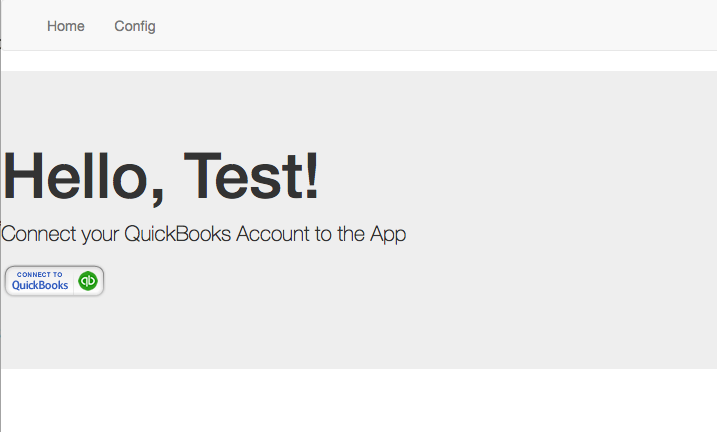 Home Config
Hello, Test!
Connect your QuickBooks Account to the App
CONNECT TO
QuickBooks qb